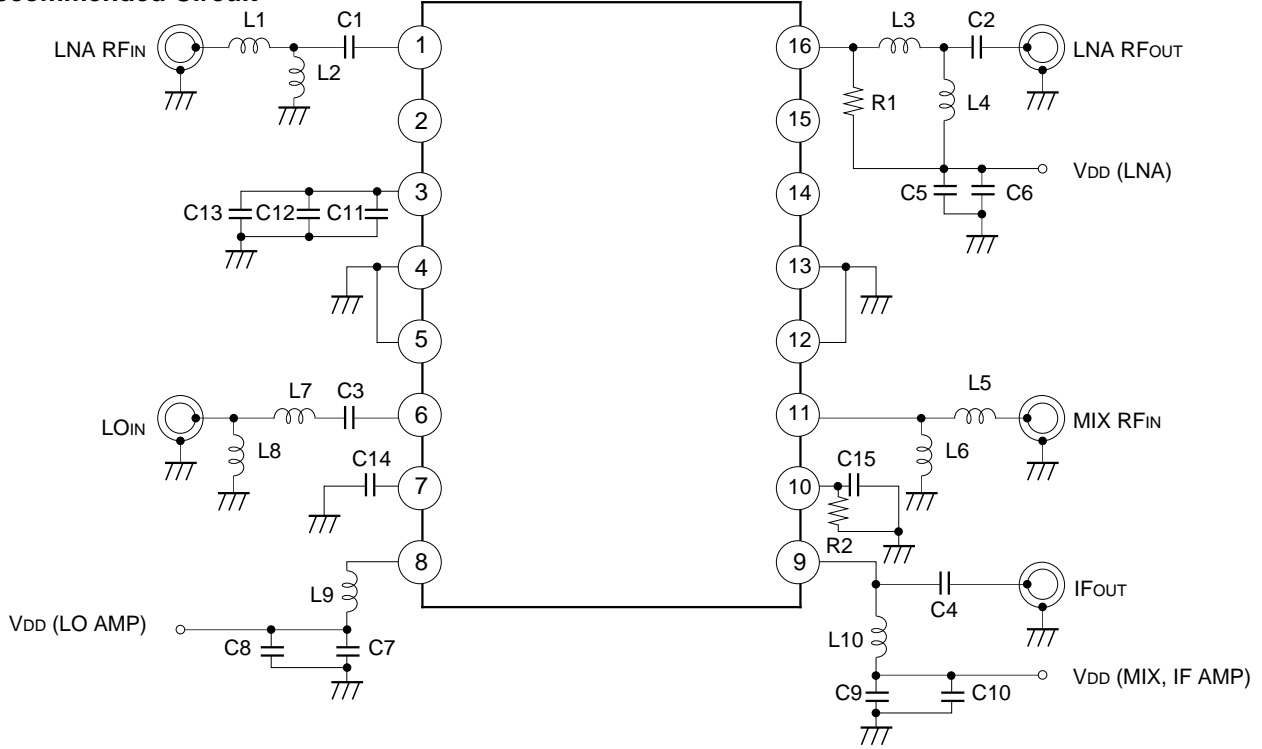 ecommended Circuit
L1 C1
LNA RFIN
L2
1
2
3
C13 C12 C11
4
5
L7 C3
LOIN
L8
6
C14
7
8
L9
VDD (LO AMP)
C8 C7
L3 C2
16
LNA RFOUT
R1 L4
15
VDD (LNA)
14
C5 C6
13
12
L5
11
MIX RFIN
L6
C15
10
R2
9
C4
IFOUT
L10
VDD (MIX, IF AMP)
C9 C10